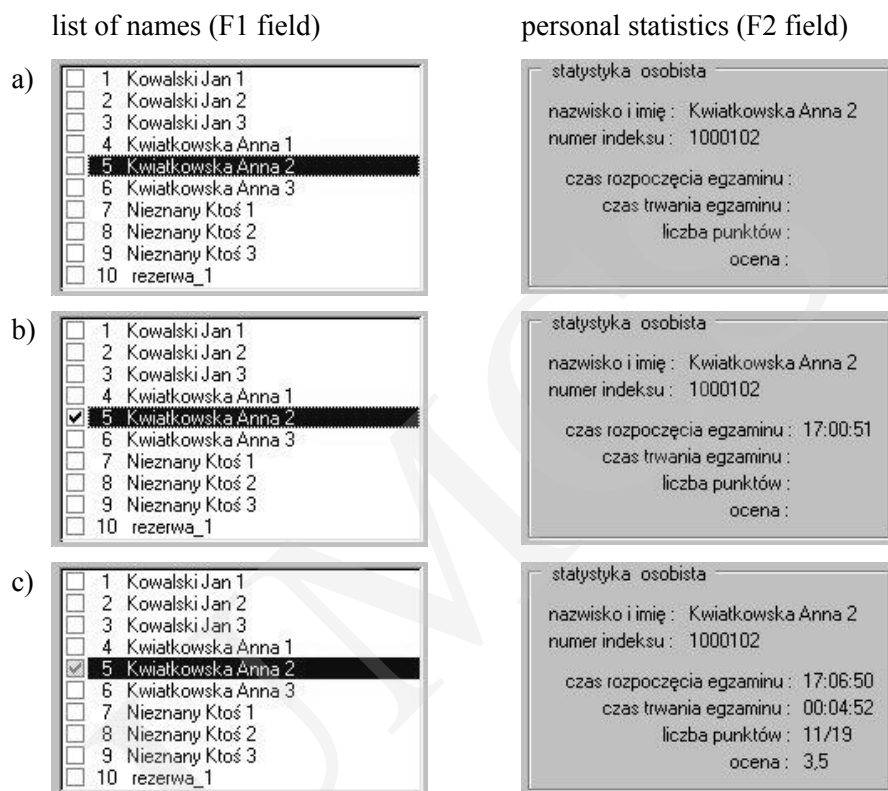 list of names (F1 field)
personal statistics (F2 field)
a)
1 Kowalski Jan 1
2 Kowalski Jan 2
3 Kowalski Jan 3
4 Kwiatkowska Anna 1
5 Kwiatkowska Anna 2
6 Kwiatkowska Anna 3
7 Nieznany Ktoś 1
8 Nieznany Ktoś 2
9 Nieznany Ktoś 3
10 rezerwa_1
statystyka osobista
nazwisko i imię : Kwiatkowska Anna 2
numer indeksu : 1000102
czas rozpoczęcia egzaminu :
czas trwania egzaminu :
liczba punktów :
ocena :
b)
1 Kowalski Jan 1
2 Kowalski Jan 2
3 Kowalski Jan 3
4 Kwiatkowska Anna 1
5 Kwiatkowska Anna 2
6 Kwiatkowska Anna 3
7 Nieznany Ktoś 1
8 Nieznany Ktoś 2
9 Nieznany Ktoś 3
10 rezerwa_1
statystyka osobista
nazwisko i imię : Kwiatkowska Anna 2
numer indeksu : 1000102
czas rozpoczęcia egzaminu : 17:00:51
czas trwania egzaminu :
liczba punktów :
ocena :
c)
1 Kowalski Jan 1
2 Kowalski Jan 2
3 Kowalski Jan 3
4 Kwiatkowska Anna 1
5 Kwiatkowska Anna 2
6 Kwiatkowska Anna 3
7 Nieznany Ktoś 1
8 Nieznany Ktoś 2
9 Nieznany Ktoś 3
10 rezerwa_1
statystyka osobista
nazwisko i imię : Kwiatkowska Anna 2
numer indeksu : 1000102
czas rozpoczęcia egzaminu : 17:06:50
czas trwania egzaminu : 00:04:52
liczba punktów : 11/19
ocena : 3,5
UMCS